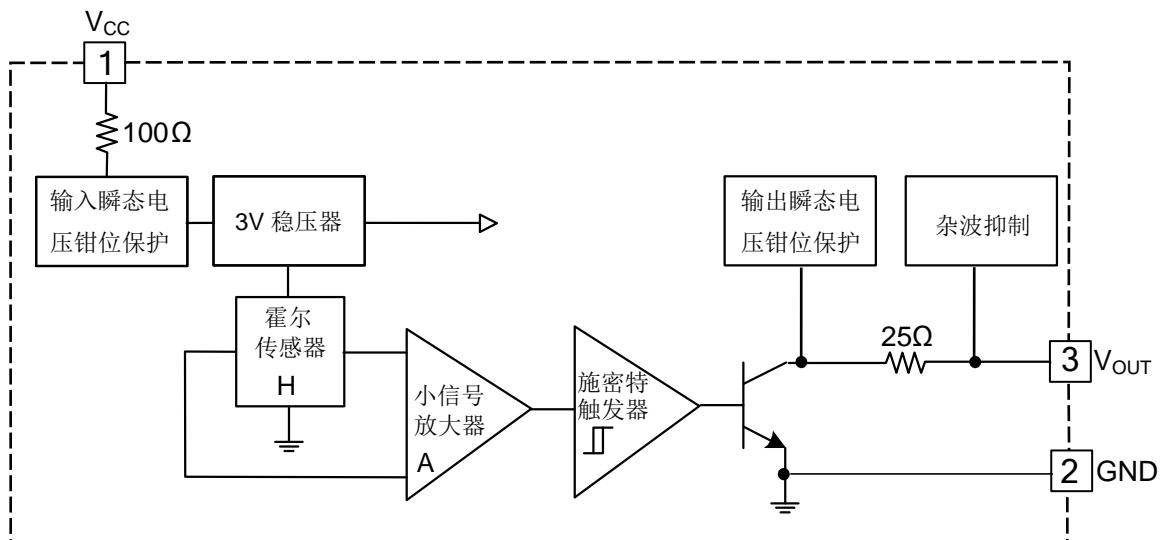 VCC
1
100Ω
输入瞬态电
压钳位保护
3V 稳压器
输出瞬态电
压钳位保护
杂波抑制
霍尔
传感器
H
小信号
放大器
A
施密特
触发器
25Ω
3
VOUT
2
GND